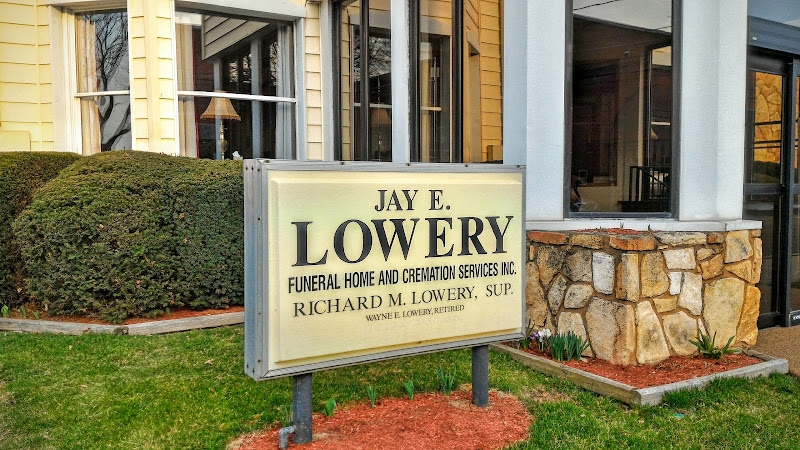 JAY E.
LOWERY
FUNERAL HOME AND CREMATION SERVICES INC.
RICHARD M. LOWERY, SUP.
WAYNE E. LOWERY, RETIRED